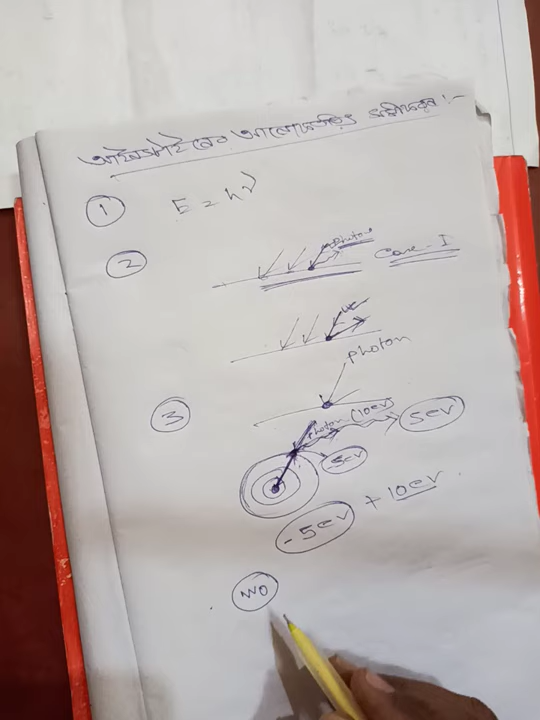 আইনস্টাইনের আলোকতড়িৎ সমীকরণ :-
1 E = hν
2 photon Case - I
photon
3 photon (10ev) 5ev
5ev
-5ev + 10ev
W0